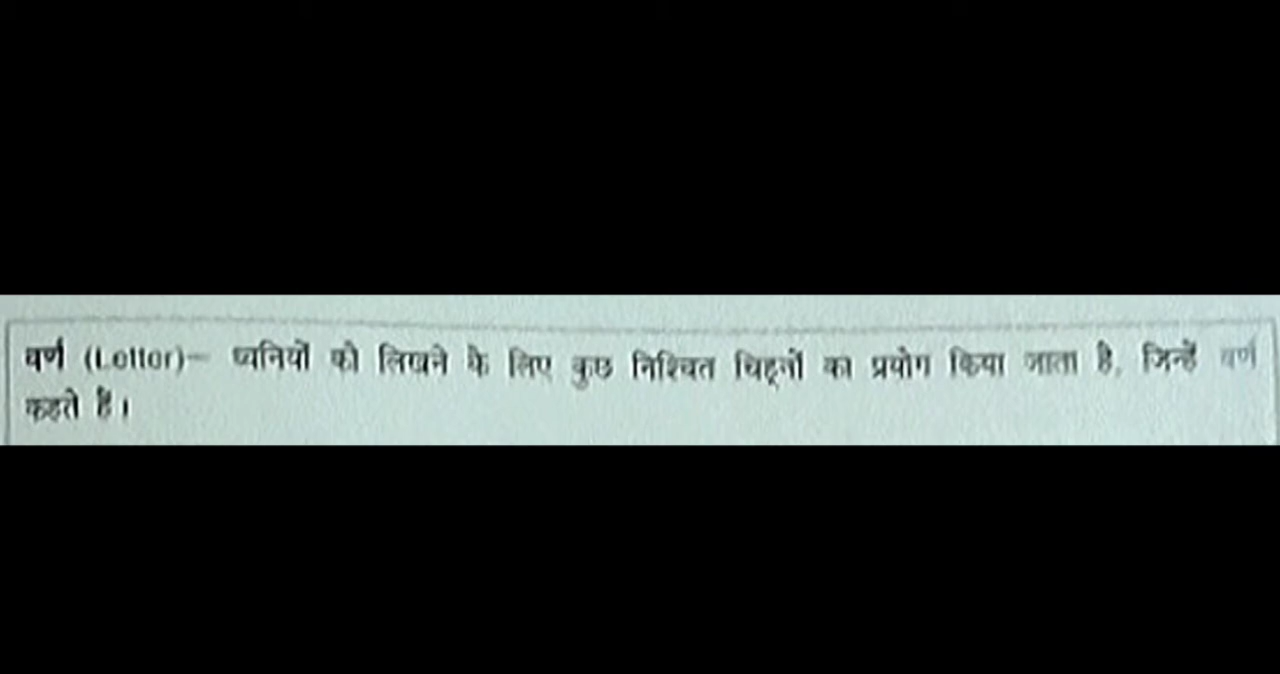 वर्ण (Letter)– ध्वनियों को लिखने के लिए कुछ निश्चित चिह्नों का प्रयोग किया जाता है, जिन्हें वर्ण
कहते हैं।